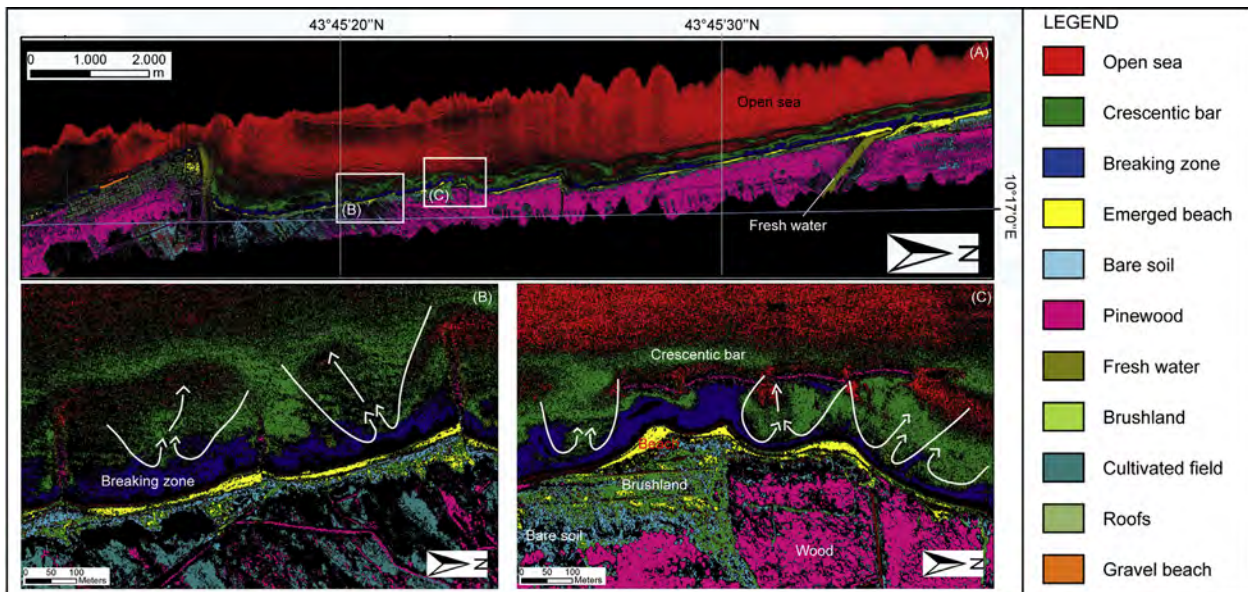 43°45'20"N
43°45'30"N
(A)
0
1.000
2.000
m
Open sea
(B)
(C)
Fresh water
10°17'0"E
N
(B)
Breaking zone
0 50 100
Meters
N
(C)
Crescentic bar
Beach
Brushland
Bare soil
Wood
0 50 100
Meters
N
LEGEND
Open sea
Crescentic bar
Breaking zone
Emerged beach
Bare soil
Pinewood
Fresh water
Brushland
Cultivated field
Roofs
Gravel beach